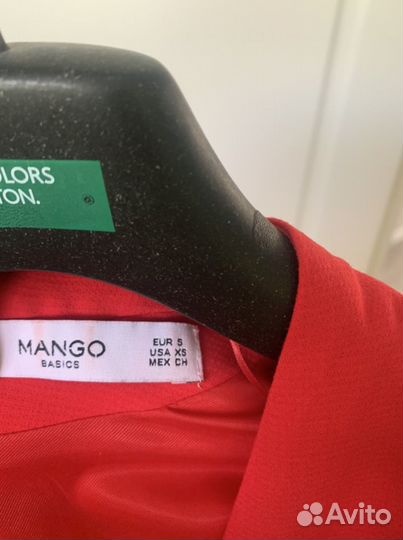 OLORS
TON.
MANGO
BASICS
EUR S
USA XS
MEX CH
Avito